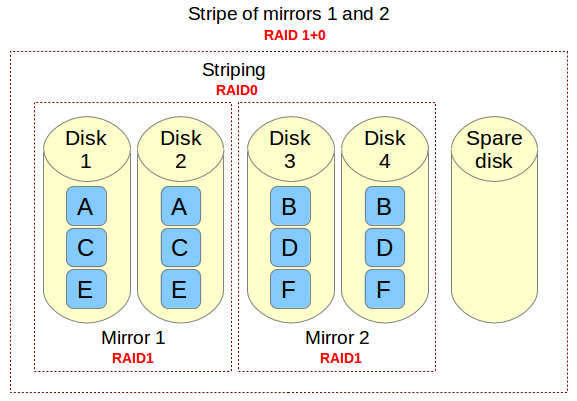 Stripe of mirrors 1 and 2
RAID 1+0
Striping
RAID0
Disk
1
Disk
2
Disk
3
Disk
4
Spare
disk
A
A
B
B
C
C
D
D
E
E
F
F
Mirror 1
RAID1
Mirror 2
RAID1